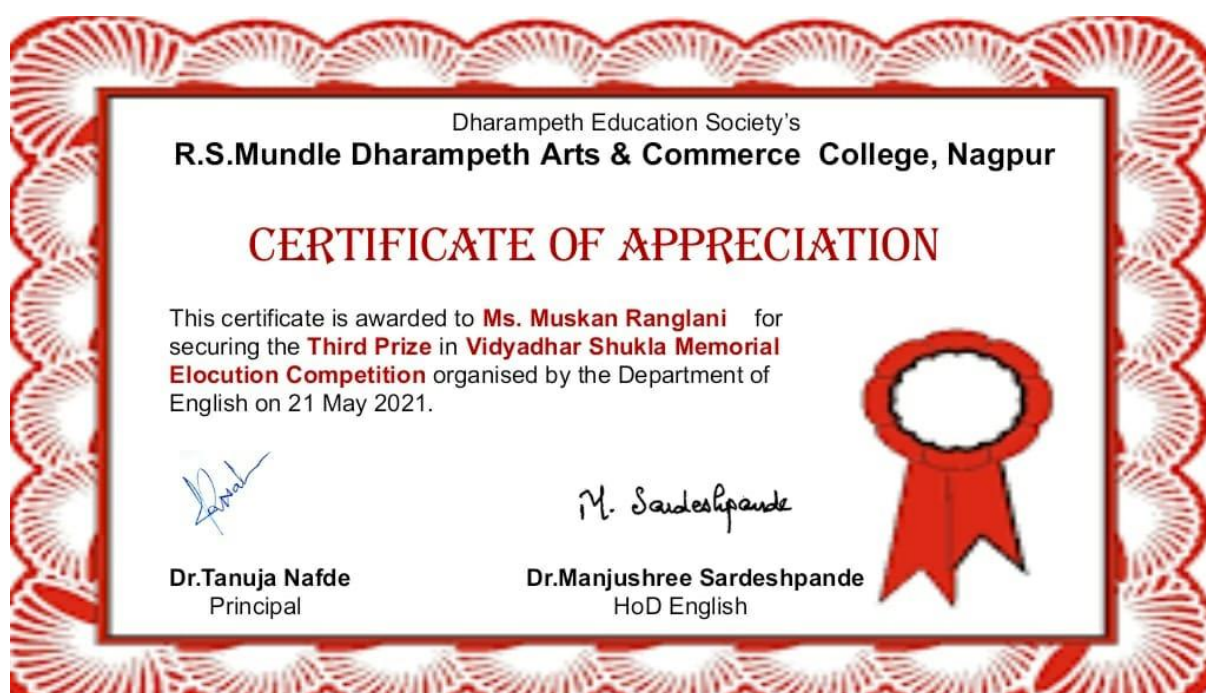 Dharampeth Education Society's
R.S.Mundle Dharampeth Arts & Commerce College, Nagpur
CERTIFICATE OF APPRECIATION
This certificate is awarded to Ms. Muskan Ranglani for
securing the Third Prize in Vidyadhar Shukla Memorial
Elocution Competition organised by the Department of
English on 21 May 2021.
M. Sardeshpande
Dr.Tanuja Nafde
Dr.Manjushree Sardeshpande
Principal
HoD English